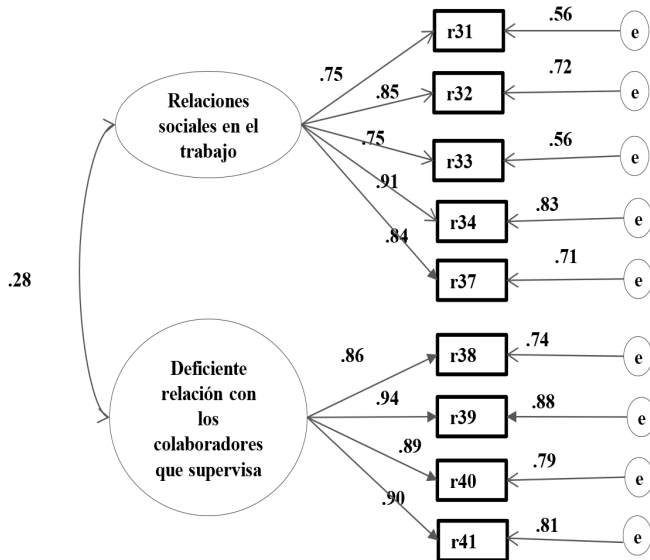 .56
r31
e
.75
.72
r32
e
.85
Relaciones
sociales en el
trabajo
.56
r33
e
.75
.91
.83
r34
e
.84
.71
r37
e
.28
.74
r38
e
.86
Deficiente
relación con
los
colaboradores
que supervisa
.94
.88
r39
e
.89
.79
r40
e
.90
.81
r41
e